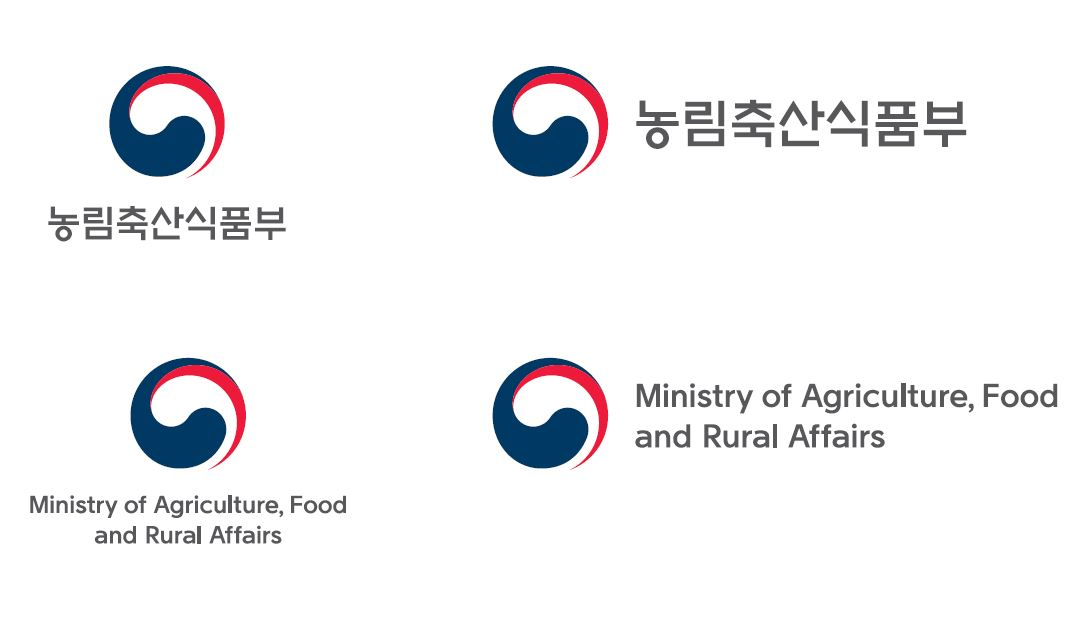 농림축산식품부
농림축산식품부
Ministry of Agriculture, Food
and Rural Affairs
Ministry of Agriculture, Food
and Rural Affairs